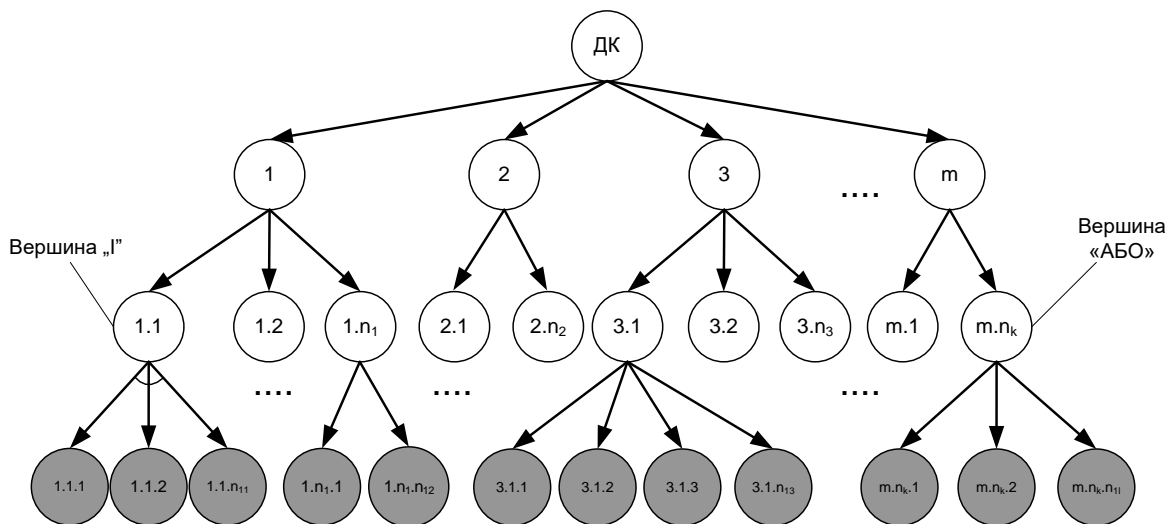 ДК
1
2
3
....
m
Вершина „І”
Вершина
«АБО»
1.1
1.2
1.n₁
2.1
2.n₂
3.1
3.2
3.n₃
m.1
m.nₖ
....
....
....
1.1.1
1.1.2
1.1.n₁₁
1.n₁.1
1.n₁.n₁₂
3.1.1
3.1.2
3.1.3
3.1.n₁₃
m.nₖ.1
m.nₖ.2
m.nₖ.n₁ₗ